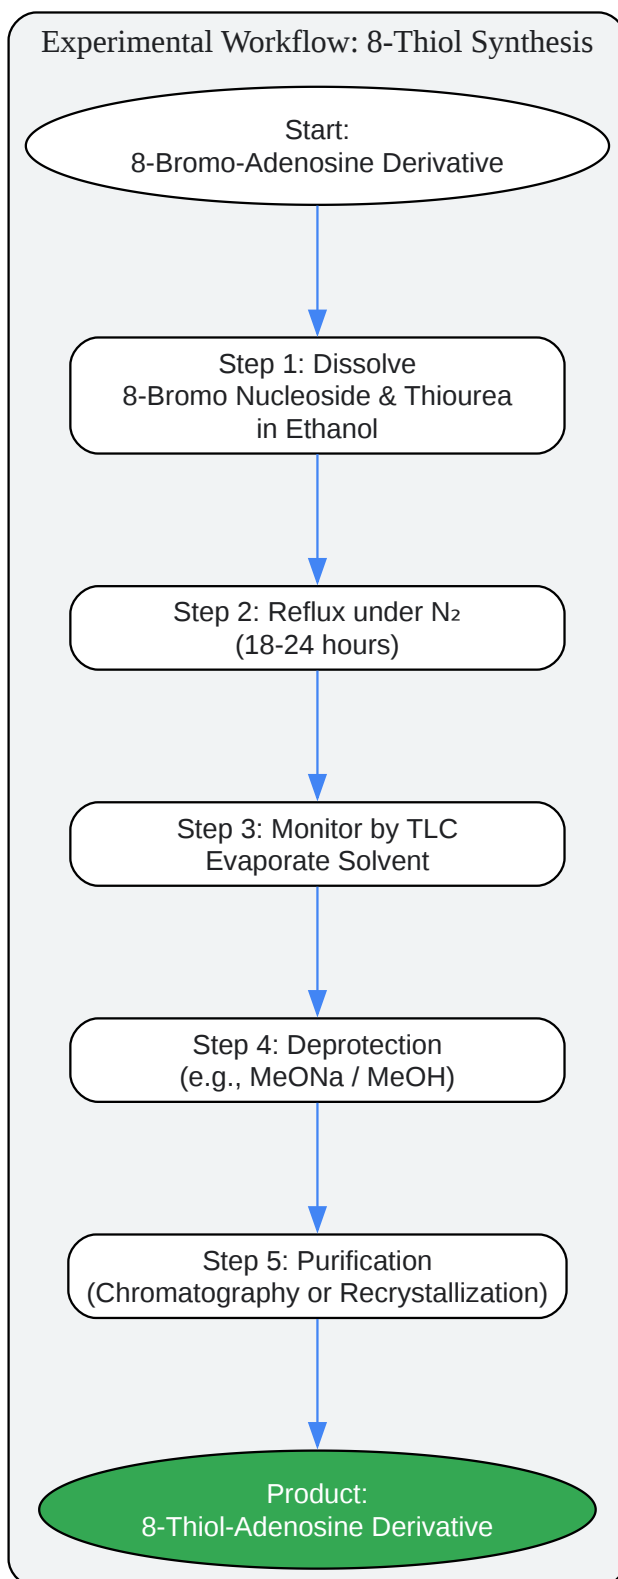 Experimental Workflow: 8-Thiol Synthesis
Start:
8-Bromo-Adenosine Derivative
Step 1: Dissolve
8-Bromo Nucleoside & Thiourea
in Ethanol
Step 2: Reflux under N₂
(18-24 hours)
Step 3: Monitor by TLC
Evaporate Solvent
Step 4: Deprotection
(e.g., MeONa / MeOH)
Step 5: Purification
(Chromatography or Recrystallization)
Product:
8-Thiol-Adenosine Derivative